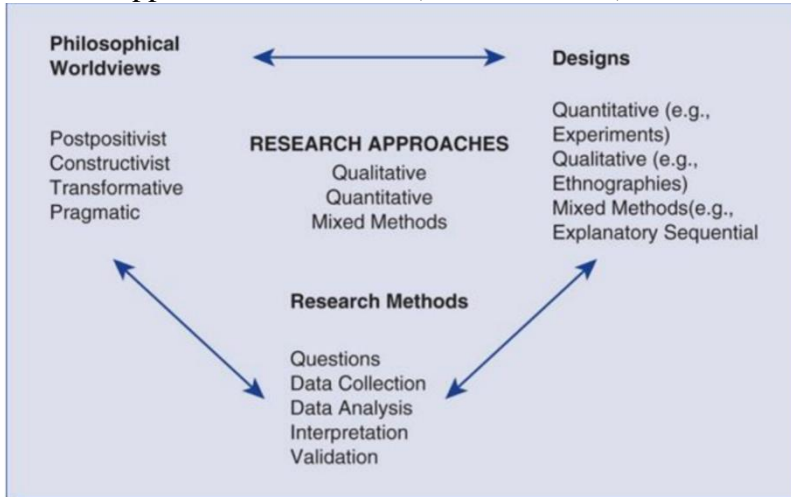 Philosophical
Worldviews
Postpositivist
Constructivist
Transformative
Pragmatic
RESEARCH APPROACHES
Qualitative
Quantitative
Mixed Methods
Designs
Quantitative (e.g.,
Experiments)
Qualitative (e.g.,
Ethnographies)
Mixed Methods(e.g.,
Explanatory Sequential
Research Methods
Questions
Data Collection
Data Analysis
Interpretation
Validation